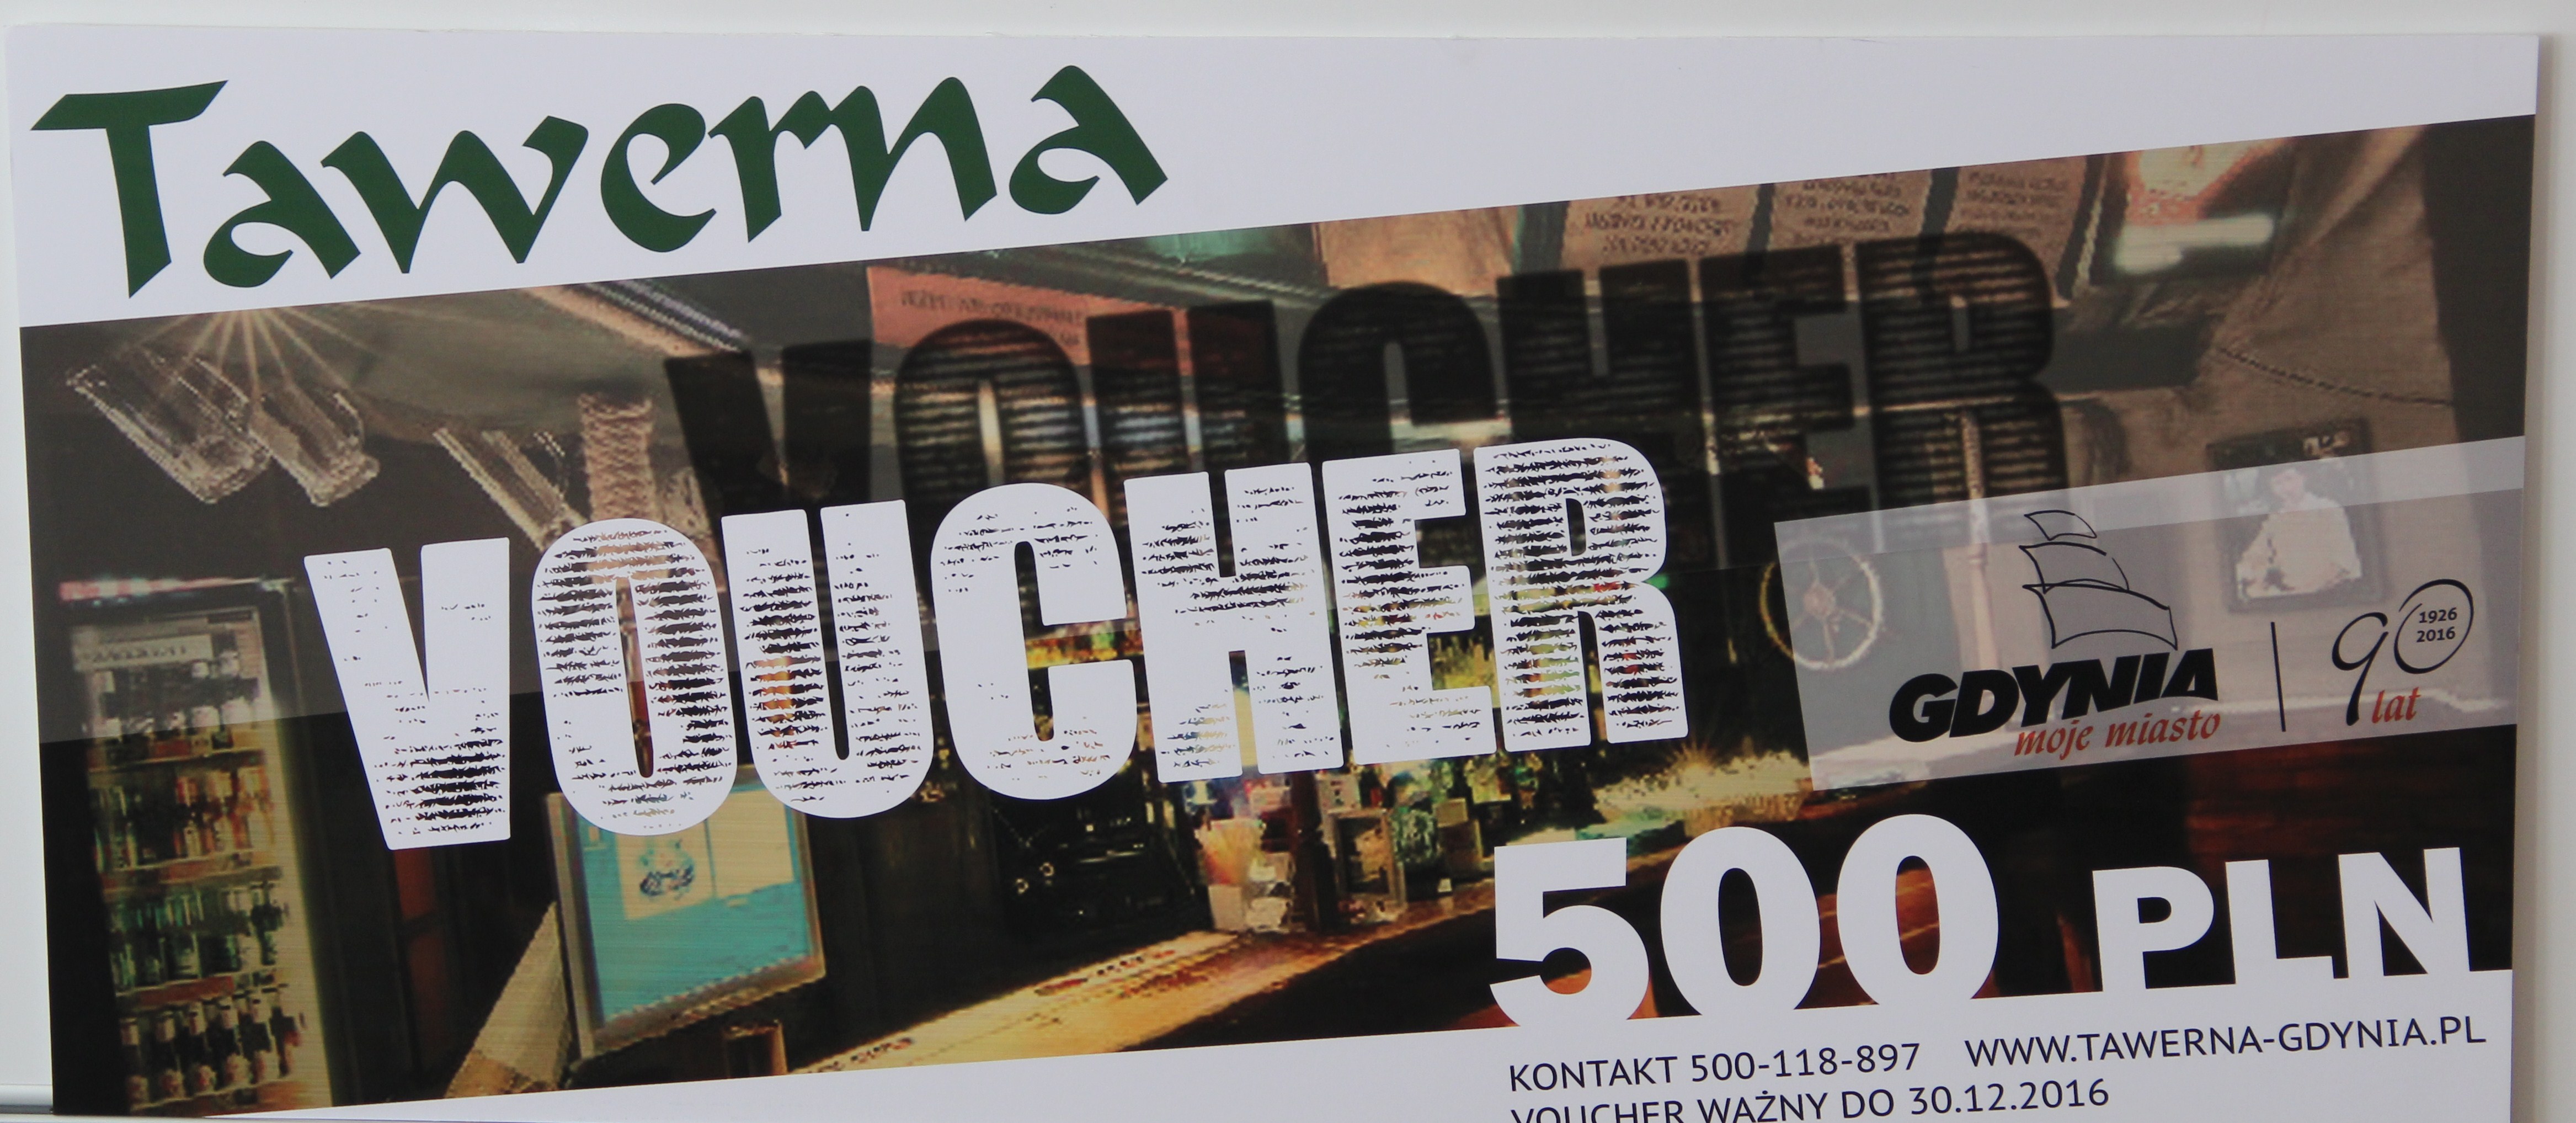 Tawerna
VOUCHER
GDYNIA
moje miasto
90
1926
2016
lat
500 PLN
KONTAKT 500-118-897 WWW.TAWERNA-GDYNIA.PL
VOUCHER WAŻNY DO 30.12.2016